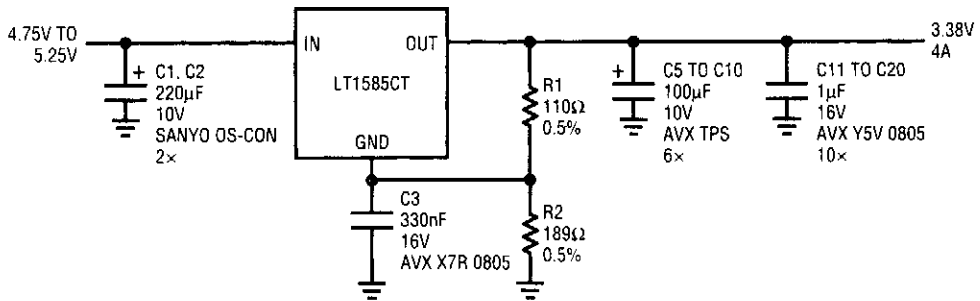 4.75V TO
5.25V
+
C1, C2
220µF
10V
SANYO OS-CON
2×
IN
OUT
LT1585CT
GND
C3
330nF
16V
AVX X7R 0805
R1
110Ω
0.5%
R2
189Ω
0.5%
+
C5 TO C10
100µF
10V
AVX TPS
6×
C11 TO C20
1µF
16V
AVX Y5V 0805
10×
3.38V
4A